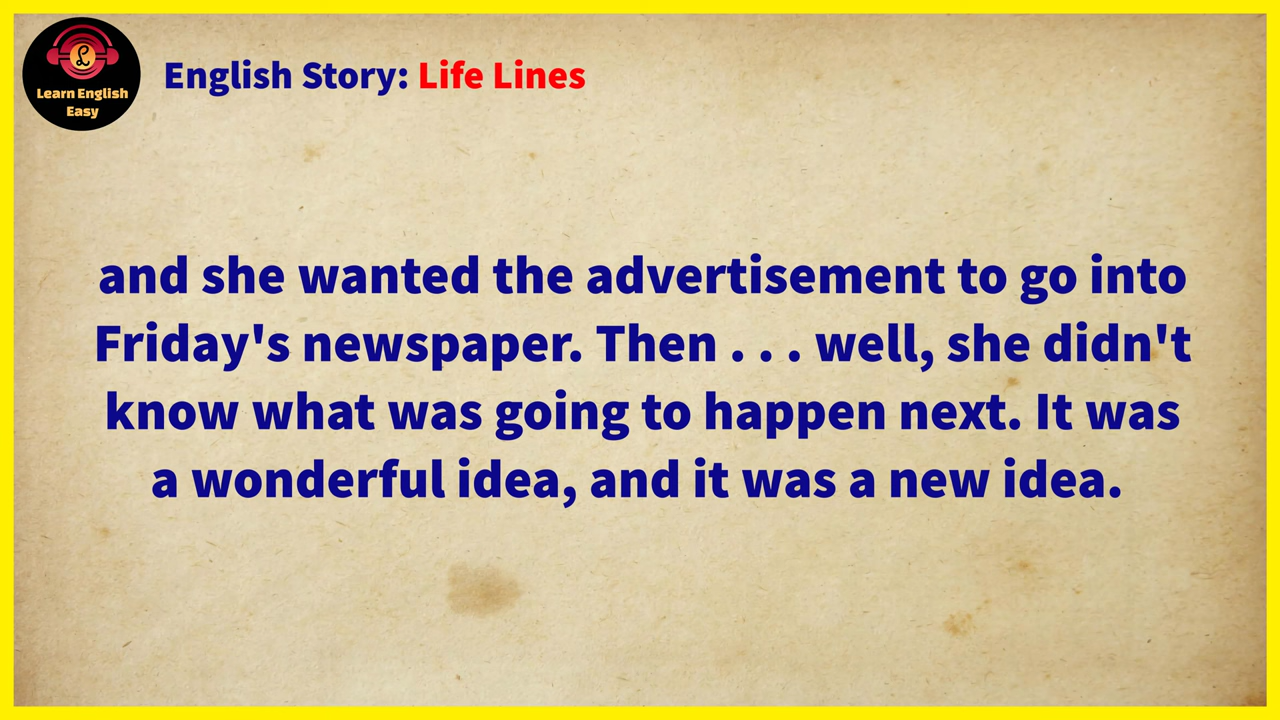 Learn English
Easy
English Story: Life Lines
and she wanted the advertisement to go into
Friday's newspaper. Then . . . well, she didn't
know what was going to happen next. It was
a wonderful idea, and it was a new idea.